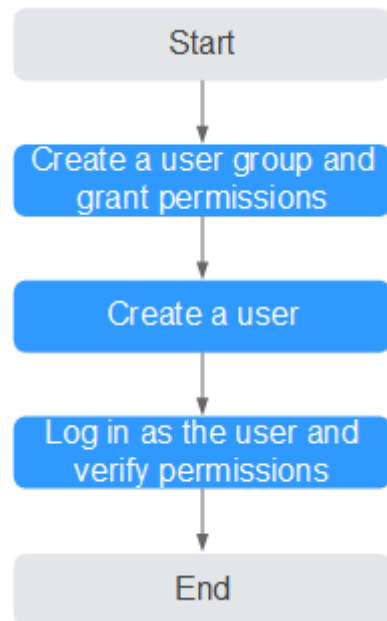 Start
Create a user group and
grant permissions
Create a user
Log in as the user and
verify permissions
End